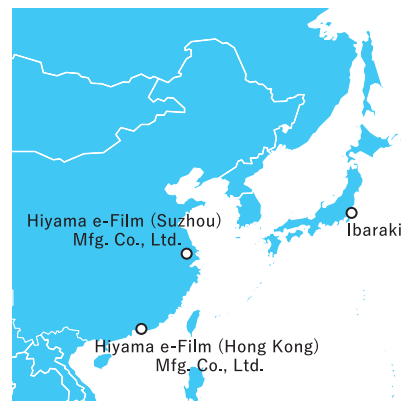 Hiyama e-Film (Suzhou)
Mfg. Co., Ltd.
Ibaraki
Hiyama e-Film (Hong Kong)
Mfg. Co., Ltd.